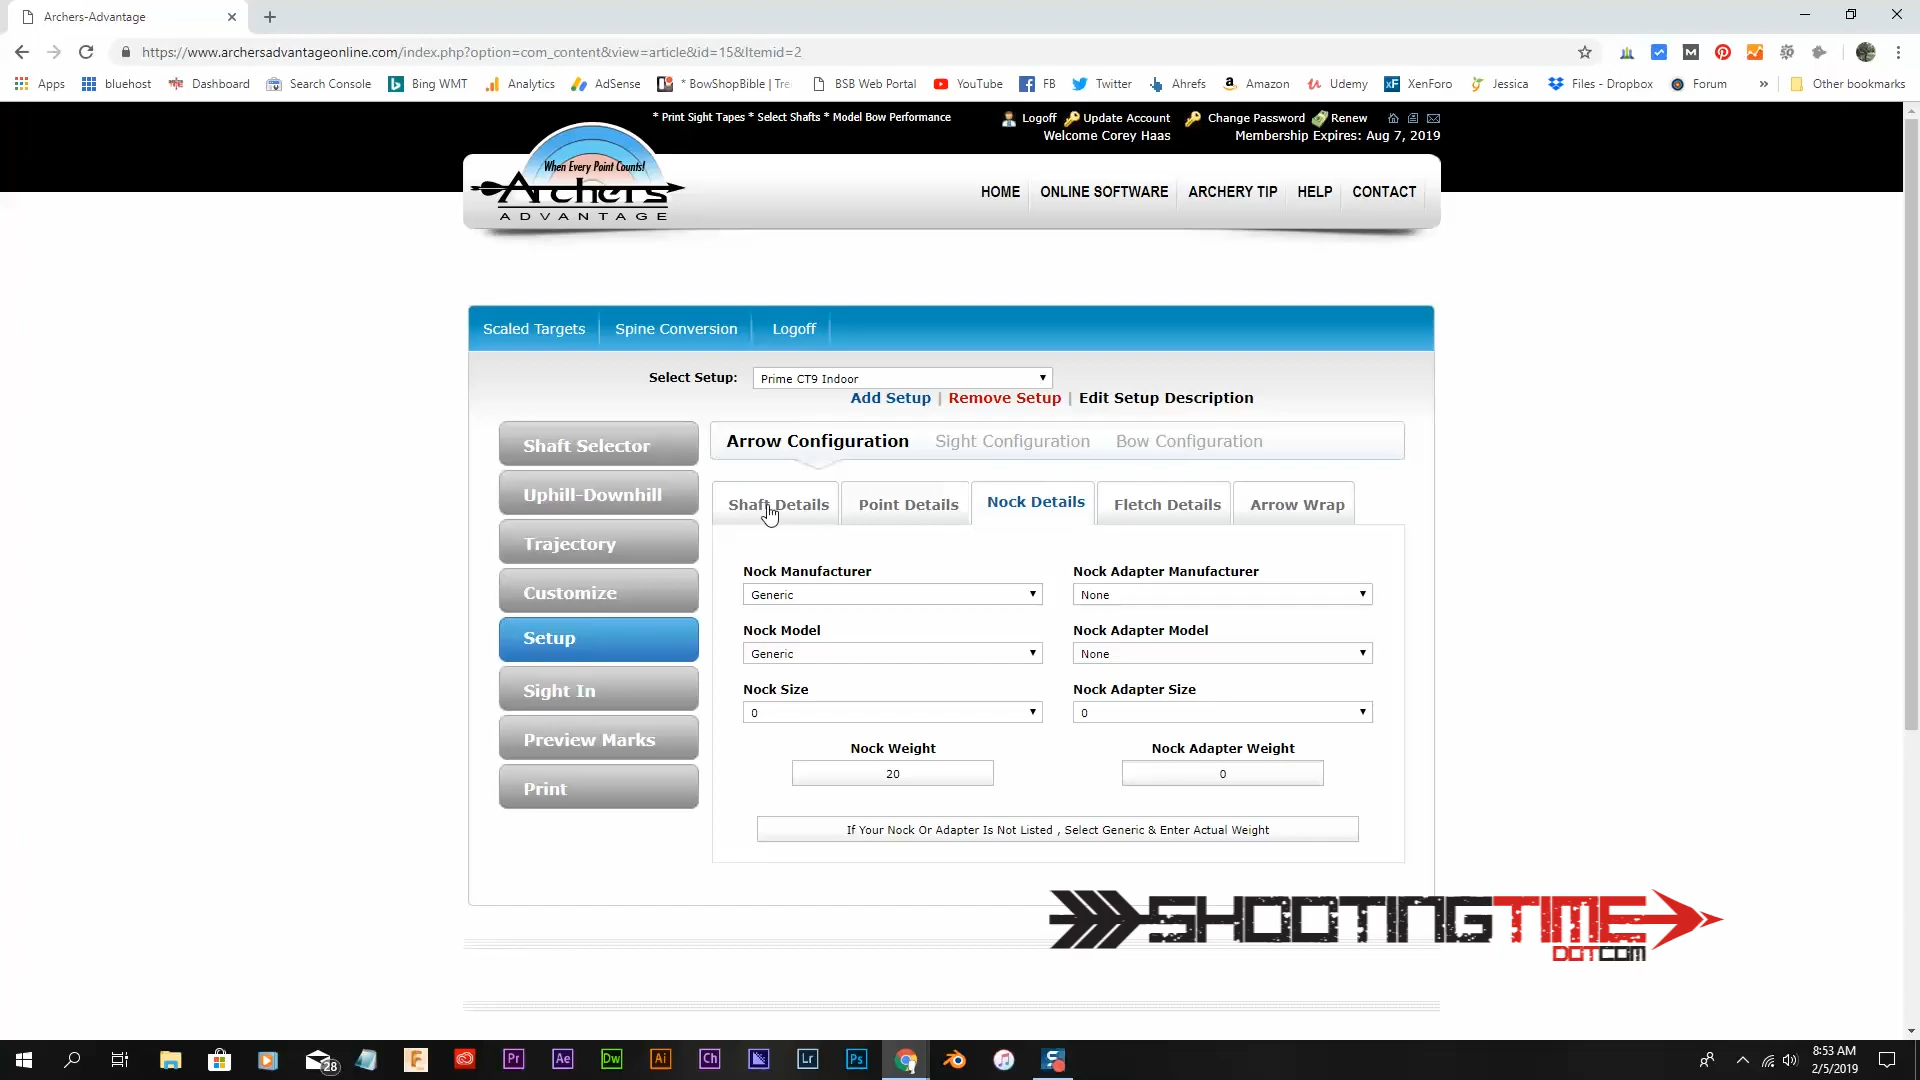 Archers-Advantage
https://www.archersadvantageonline.com/index.php?option=com_content&view=article&id=15&Itemid=2
Apps bluehost Dashboard Search Console Bing WMT Analytics AdSense * BowShopBible | Tre BSB Web Portal YouTube FB Twitter Ahrefs Amazon Udemy XenForo Jessica Files - Dropbox Forum » Other bookmarks
* Print Sight Tapes * Select Shafts * Model Bow Performance
Logoff Update Account Change Password Renew
Welcome Corey Haas Membership Expires: Aug 7, 2019
When Every Point Counts!
Archers
ADVANTAGE
HOME ONLINE SOFTWARE ARCHERY TIP HELP CONTACT
Scaled Targets Spine Conversion Logoff
Select Setup: Prime CT9 Indoor
Add Setup | Remove Setup | Edit Setup Description
Shaft Selector
Uphill-Downhill
Trajectory
Customize
Setup
Sight In
Preview Marks
Print
Arrow Configuration Sight Configuration Bow Configuration
Shaft Details Point Details Nock Details Fletch Details Arrow Wrap
Nock Manufacturer Nock Adapter Manufacturer
Generic None
Nock Model Nock Adapter Model
Generic None
Nock Size Nock Adapter Size
0 0
Nock Weight Nock Adapter Weight
20 0
If Your Nock Or Adapter Is Not Listed , Select Generic & Enter Actual Weight
SHOOTINGTIME
DOTCOM
28 Pr Ae Dw Ai Ch Lr Ps
8:53 AM
2/5/2019